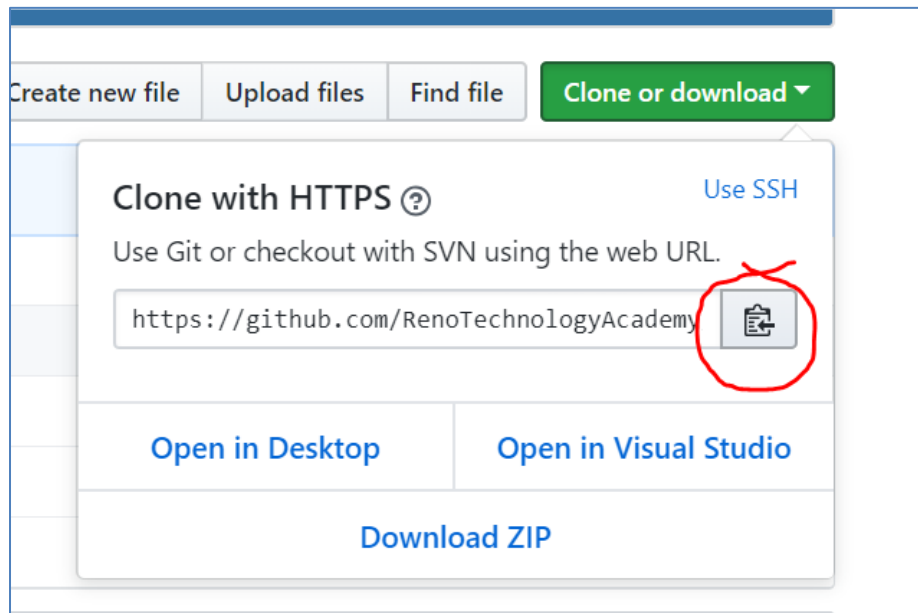 Create new file Upload files Find file Clone or download
Clone with HTTPS ? Use SSH
Use Git or checkout with SVN using the web URL.
https://github.com/RenoTechnologyAcademy
Open in Desktop Open in Visual Studio
Download ZIP